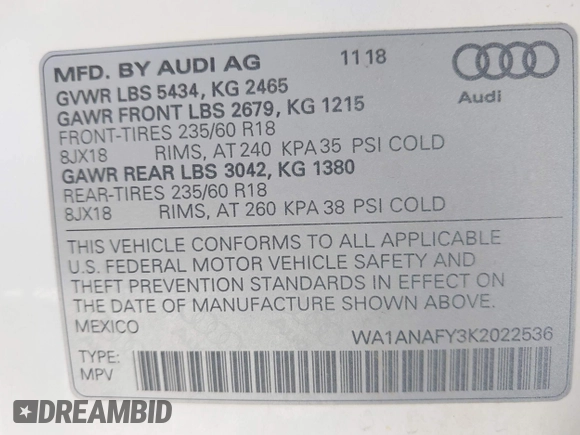 MFD. BY AUDI AG 11 18
GVWR LBS 5434, KG 2465
GAWR FRONT LBS 2679, KG 1215
FRONT-TIRES 235/60 R18
8JX18 RIMS, AT 240 KPA 35 PSI COLD
GAWR REAR LBS 3042, KG 1380
REAR-TIRES 235/60 R18
8JX18 RIMS, AT 260 KPA 38 PSI COLD
Audi
THIS VEHICLE CONFORMS TO ALL APPLICABLE
U.S. FEDERAL MOTOR VEHICLE SAFETY AND
THEFT PREVENTION STANDARDS IN EFFECT ON
THE DATE OF MANUFACTURE SHOWN ABOVE.
MEXICO
WA1ANAFY3K2022536
TYPE:
MPV
DREAMBID